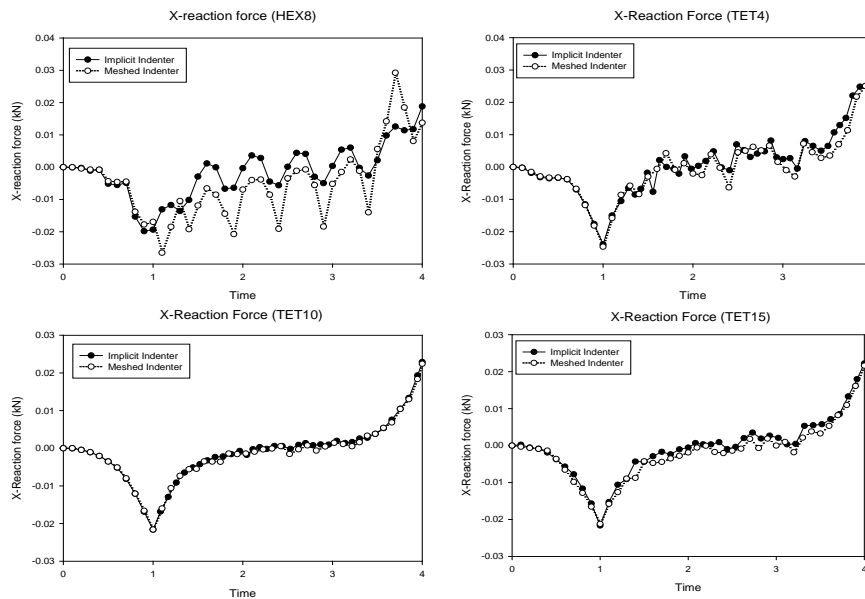 X-reaction force (HEX8)
X-reaction force (kN)
0.04
0.03
0.02
0.01
0.00
-0.01
-0.02
-0.03
Implicit Indenter
Meshed Indenter
0 1 2 3 4
Time
X-Reaction Force (TET4)
X-reaction force (kN)
0.04
0.03
0.02
0.01
0.00
-0.01
-0.02
-0.03
Implicit Indenter
Meshed Indenter
0 1 2 3
Time
X-Reaction Force (TET10)
X-Reaction force (kN)
0.03
0.02
0.01
0.00
-0.01
-0.02
-0.03
Implicit Indenter
Meshed Indenter
0 1 2 3 4
Time
X-Reaction Force (TET15)
X-Reaction force (kN)
0.03
0.02
0.01
0.00
-0.01
-0.02
-0.03
Implicit Indenter
Meshed Indenter
0 1 2 3 4
Time